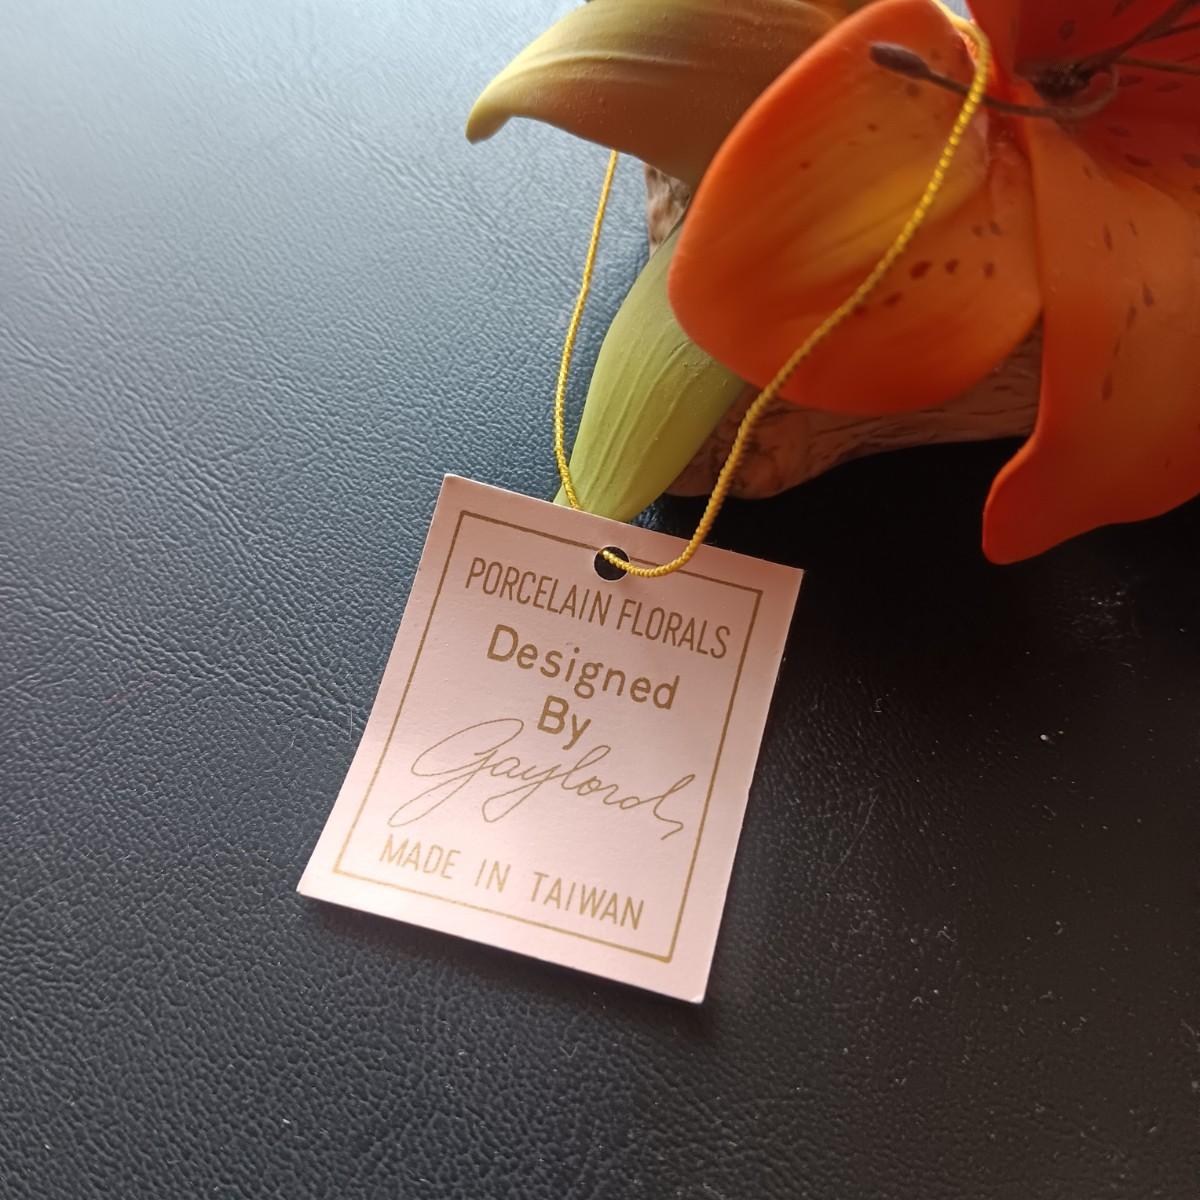 PORCELAIN FLORALS
Designed
By
Gaylord
MADE IN TAIWAN